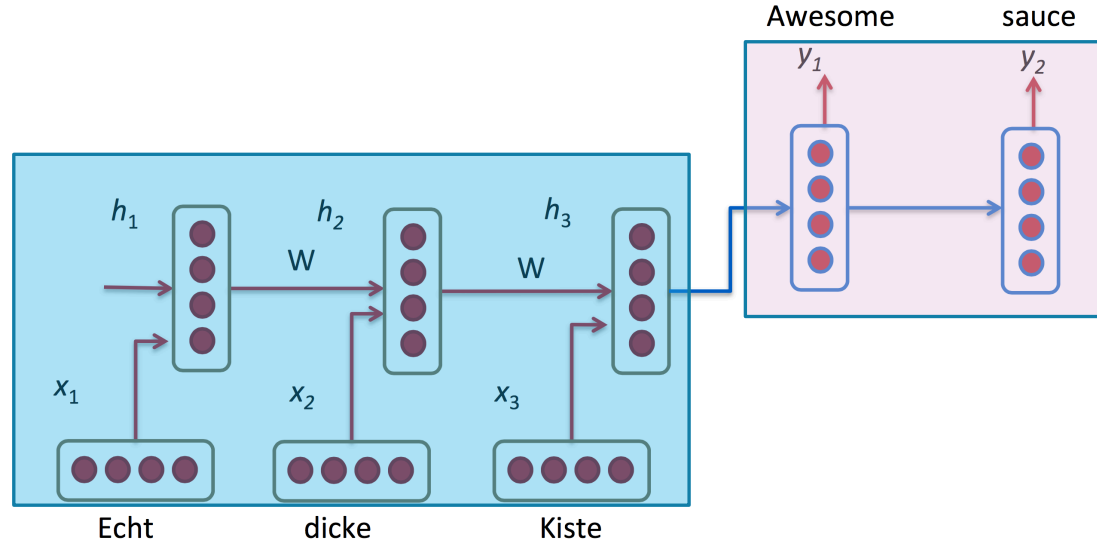 Awesome sauce
y1 y2
h1 h2 h3
W W
x1 x2 x3
Echt dicke Kiste